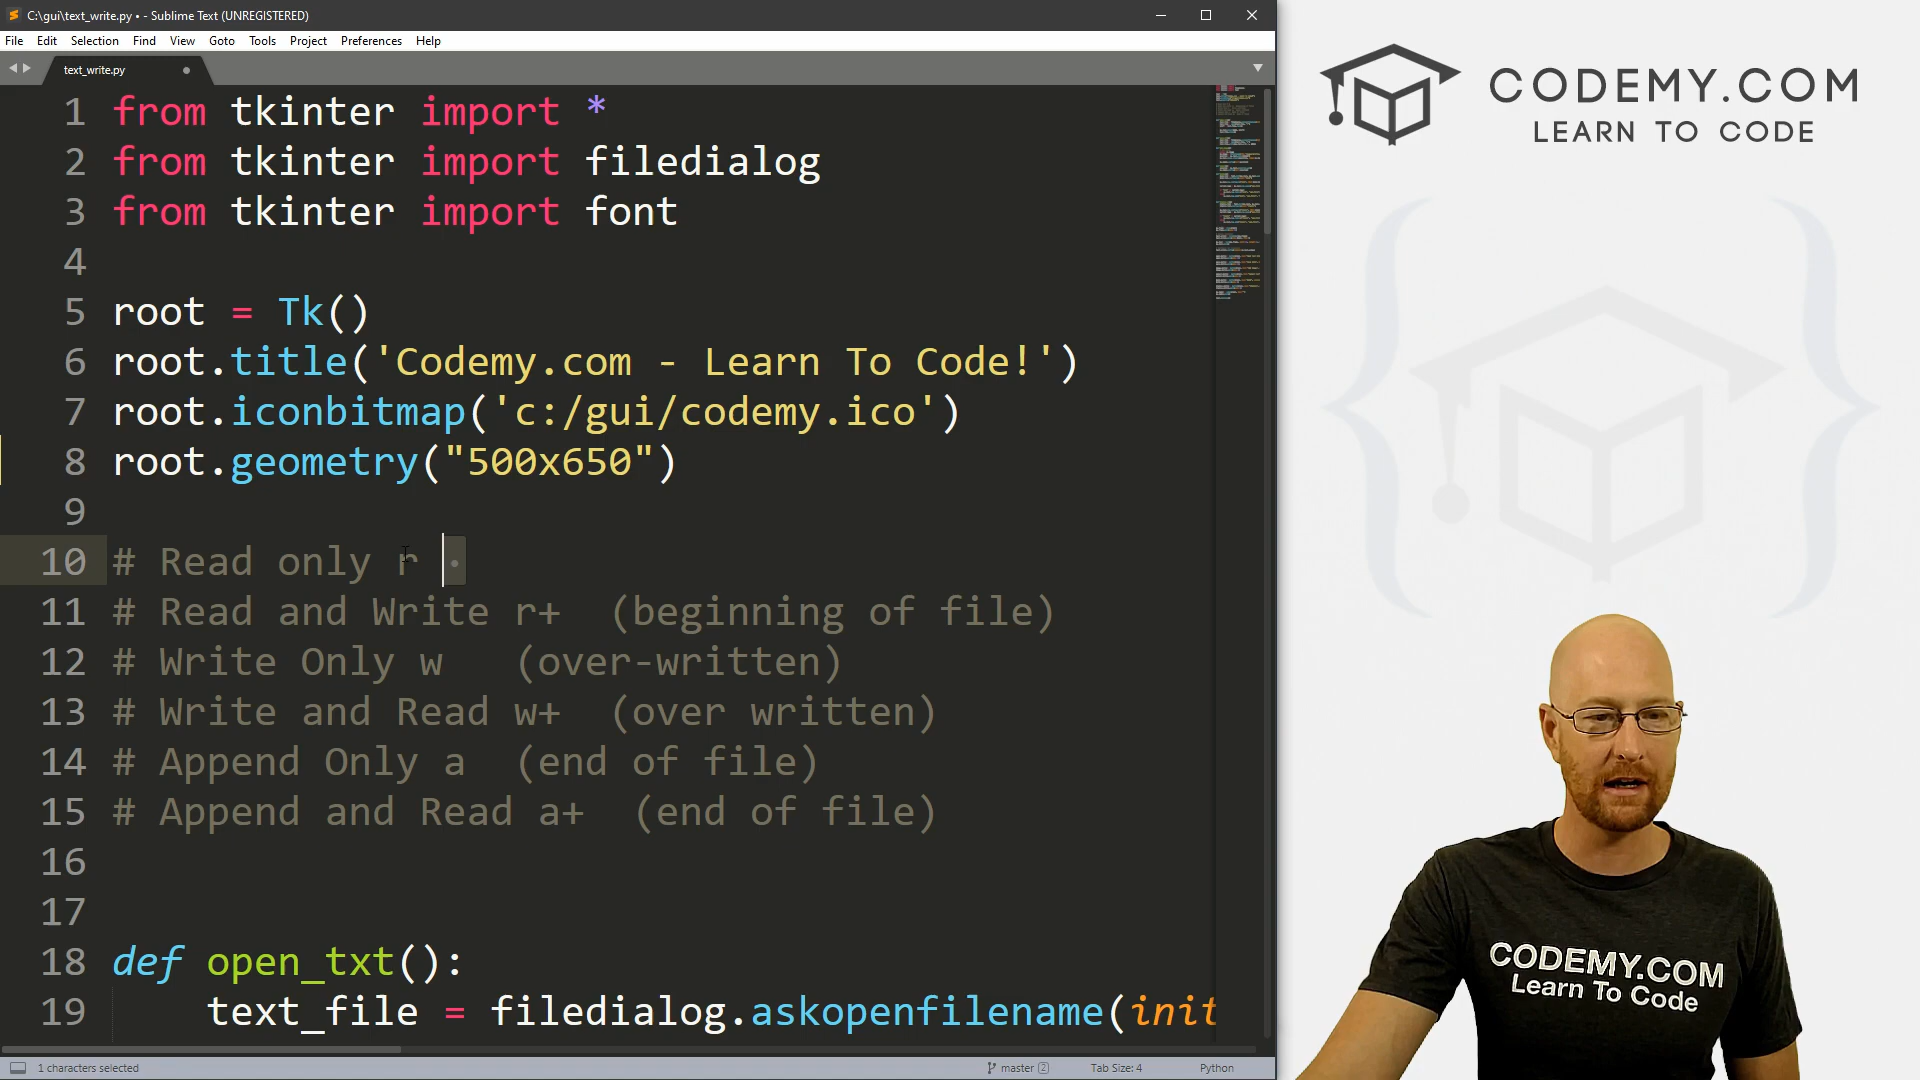 C:\gui\text_write.py • - Sublime Text (UNREGISTERED)
File Edit Selection Find View Goto Tools Project Preferences Help
text_write.py
1 from tkinter import *
2 from tkinter import filedialog
3 from tkinter import font
4
5 root = Tk()
6 root.title('Codemy.com - Learn To Code!')
7 root.iconbitmap('c:/gui/codemy.ico')
8 root.geometry("500x650")
9
10 # Read only r
11 # Read and Write r+  (beginning of file)
12 # Write Only w   (over-written)
13 # Write and Read w+  (over written)
14 # Append Only a  (end of file)
15 # Append and Read a+  (end of file)
16
17
18 def open_txt():
19     text_file = filedialog.askopenfilename(init
1 characters selected
master 2
Tab Size: 4
Python
CODEMY.COM
LEARN TO CODE
CODEMY.COM
Learn To Code